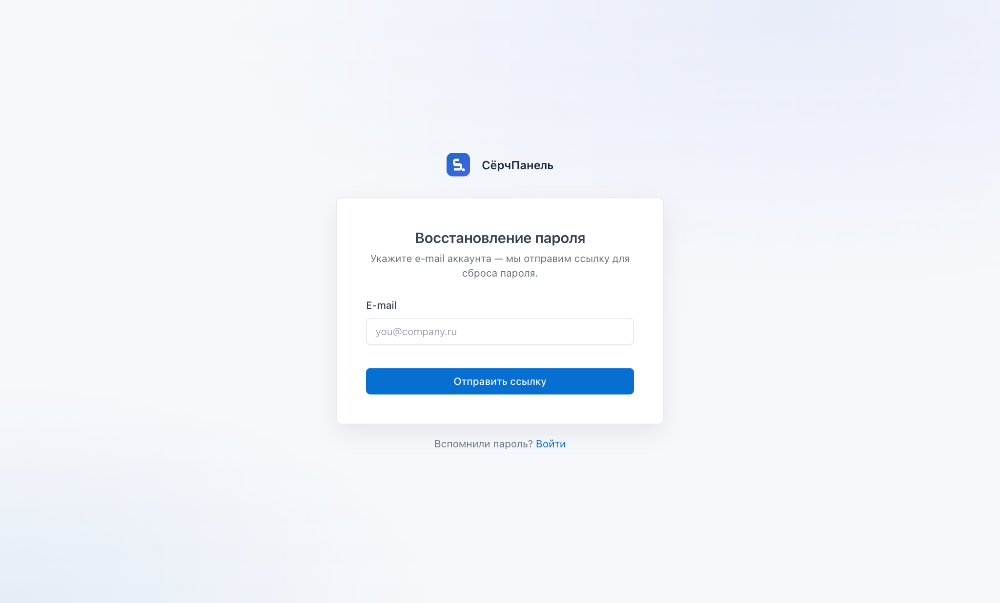 S.
СёрчПанель
Восстановление пароля
Укажите e-mail аккаунта — мы отправим ссылку для
сброса пароля.
E-mail
you@company.ru
Отправить ссылку
Вспомнили пароль? Войти